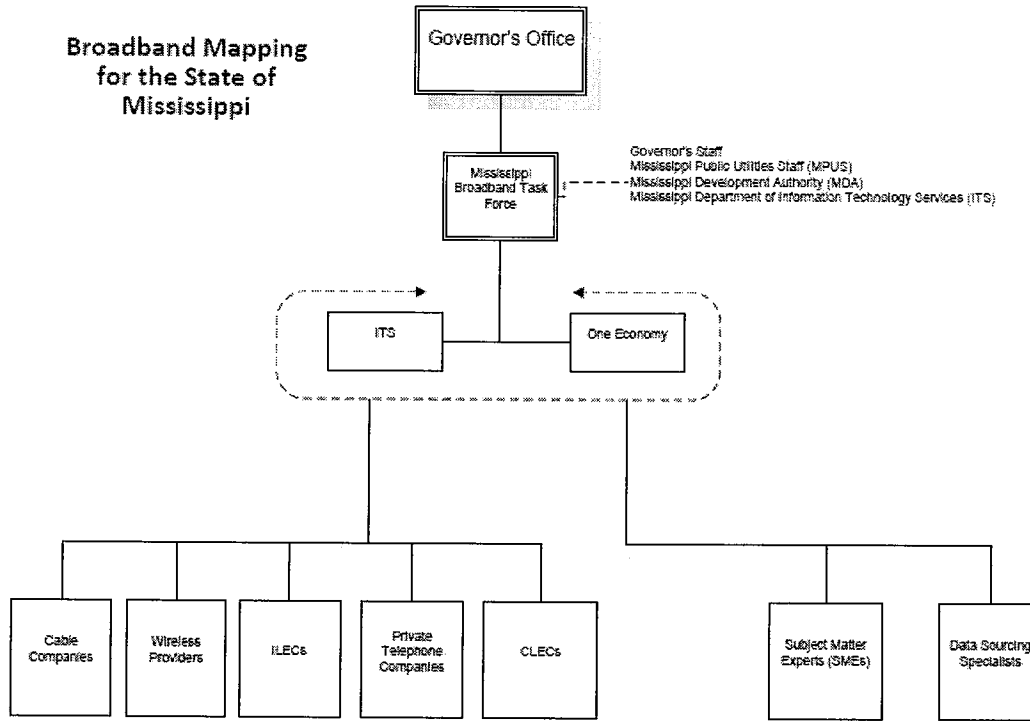 Broadband Mapping
for the State of
Mississippi
Governor's Office
Mississippi
Broadband Task
Force
Governor's Staff
Mississippi Public Utilities Staff (MPUS)
Mississippi Development Authority (MDA)
Mississippi Department of Information Technology Services (ITS)
ITS
One Economy
Cable
Companies
Wireless
Providers
ILECs
Private
Telephone
Companies
CLECs
Subject Matter
Experts (SMEs)
Data Sourcing
Specialists